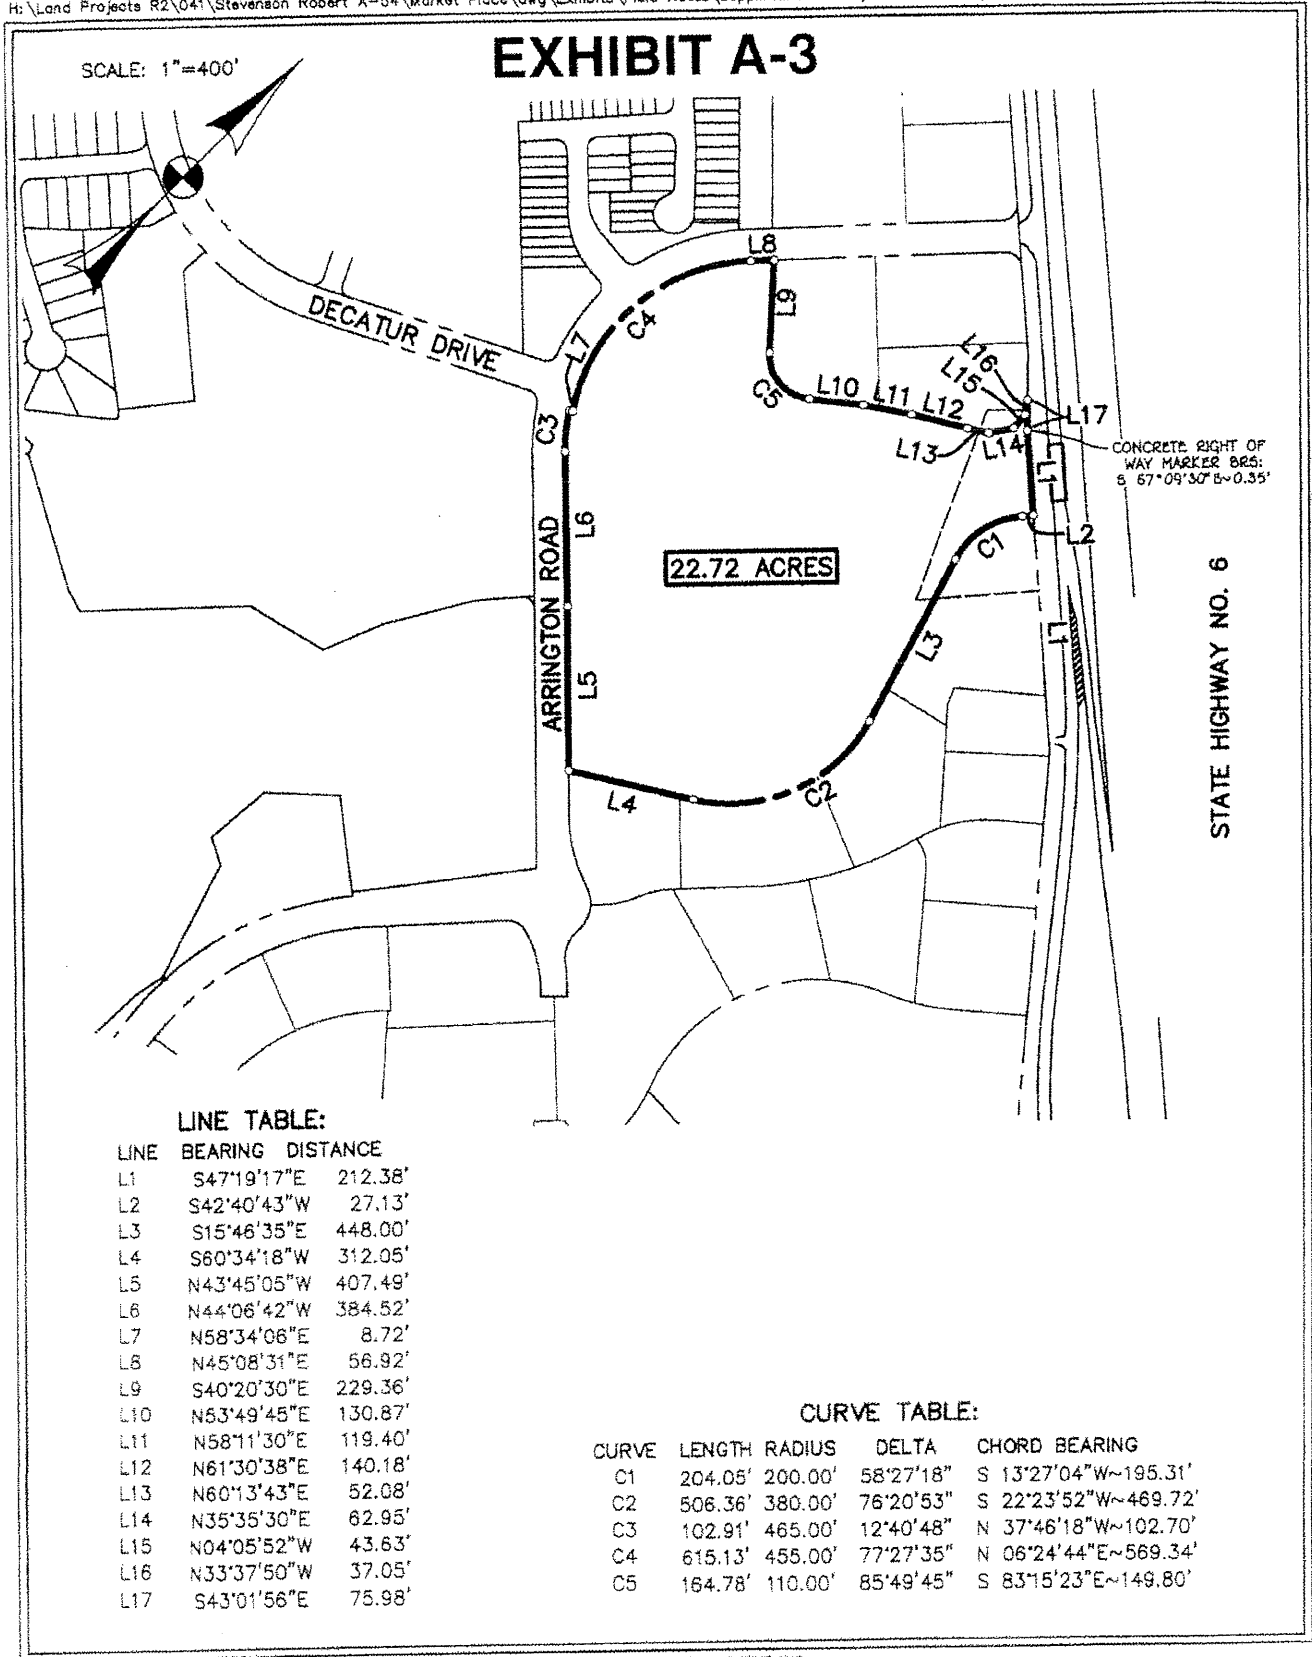 H:\Land Projects R2\041\Stevenson Robert A-54\Market Place\dwg\Exhibits\
EXHIBIT A-3
SCALE: 1"=400'
L8
L9
C4
L7
DECATUR DRIVE
C3
C5
L10
L11
L12
L16
L15
L17
L13
L14
CONCRETE RIGHT OF
WAY MARKER BRS:
S 67°09'30" E~0.35'
L1
L2
C1
L6
22.72 ACRES
ARRINGTON ROAD
L3
L1
L5
STATE HIGHWAY NO. 6
L4
C2
LINE TABLE:
LINE BEARING DISTANCE
L1 S47°19'17"E 212.38'
L2 S42°40'43"W 27.13'
L3 S15°46'35"E 448.00'
L4 S60°34'18"W 312.05'
L5 N43°45'05"W 407.49'
L6 N44°06'42"W 384.52'
L7 N58°34'06"E 8.72'
L8 N45°08'31"E 56.92'
L9 S40°20'30"E 229.36'
L10 N53°49'45"E 130.87'
L11 N58°11'30"E 119.40'
L12 N61°30'38"E 140.18'
L13 N60°13'43"E 52.08'
L14 N35°35'30"E 62.95'
L15 N04°05'52"W 43.63'
L16 N33°37'50"W 37.05'
L17 S43°01'56"E 75.98'
CURVE TABLE:
CURVE LENGTH RADIUS DELTA CHORD BEARING
C1 204.05' 200.00' 58°27'18" S 13°27'04"W~195.31'
C2 506.36' 380.00' 76°20'53" S 22°23'52"W~469.72'
C3 102.91' 465.00' 12°40'48" N 37°46'18"W~102.70'
C4 615.13' 455.00' 77°27'35" N 06°24'44"E~569.34'
C5 164.78' 110.00' 85°49'45" S 83°15'23"E~149.80'